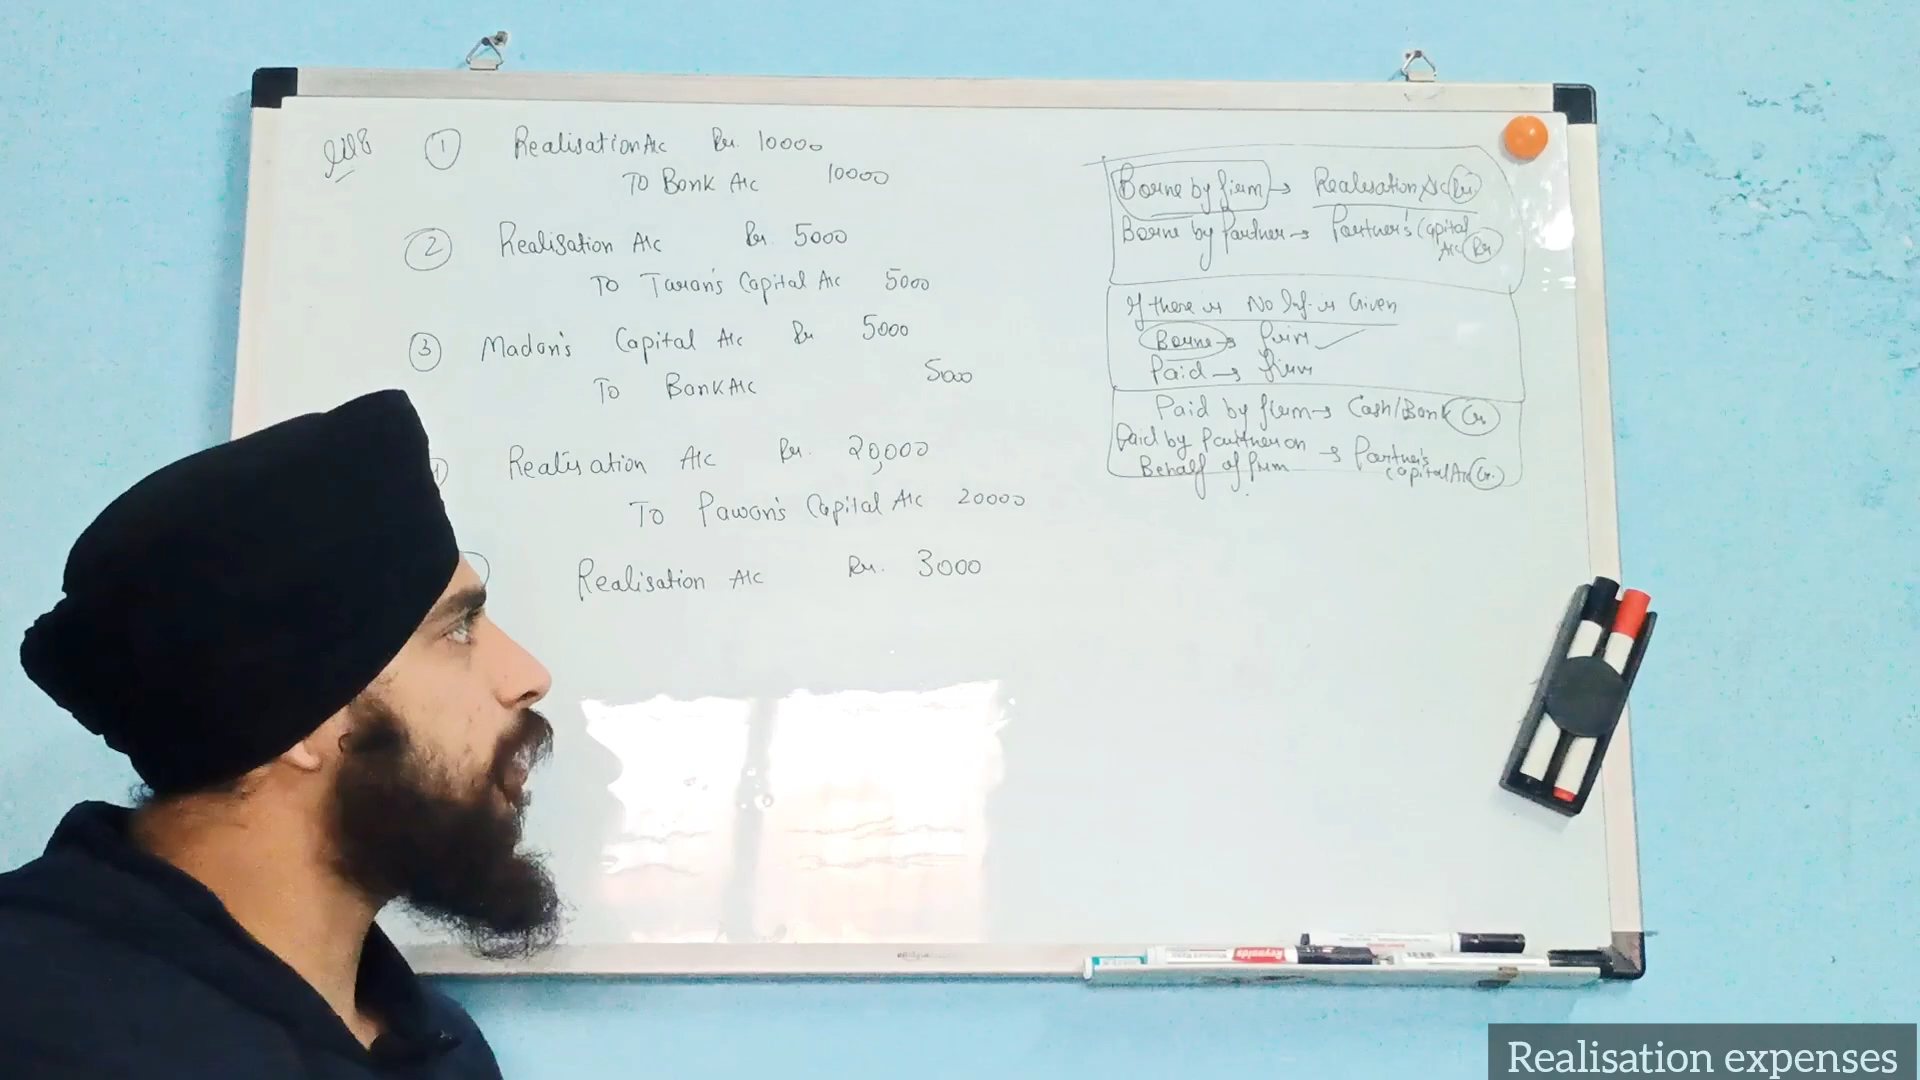 ① Realisation A/c Dr. 10000
To Bank A/c 10000
② Realisation A/c Dr. 5000
To Taran's Capital A/c 5000
③ Madan's Capital A/c Dr 5000
To Bank A/c 5000
Realisation A/c Dr. 20,000
To Pawan's Capital A/c 20000
Realisation A/c Dr. 3000
Borne by firm → Realisation A/c Dr.
Borne by Partner → Partner's Capital
A/c Dr
If there is No Inf. is Given
Borne → firm ✓
Paid → firm
Paid by firm → Cash/Bank Cr.
Paid by Partner on
Behalf of firm → Partner's
Capital A/c Cr.
Reynolds
Realisation expenses